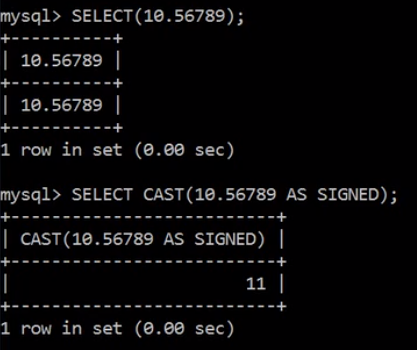 mysql> SELECT(10.56789);
+----------+
| 10.56789 |
+----------+
| 10.56789 |
+----------+
1 row in set (0.00 sec)
mysql> SELECT CAST(10.56789 AS SIGNED);
+--------------------------+
| CAST(10.56789 AS SIGNED) |
+--------------------------+
|                       11 |
+--------------------------+
1 row in set (0.00 sec)